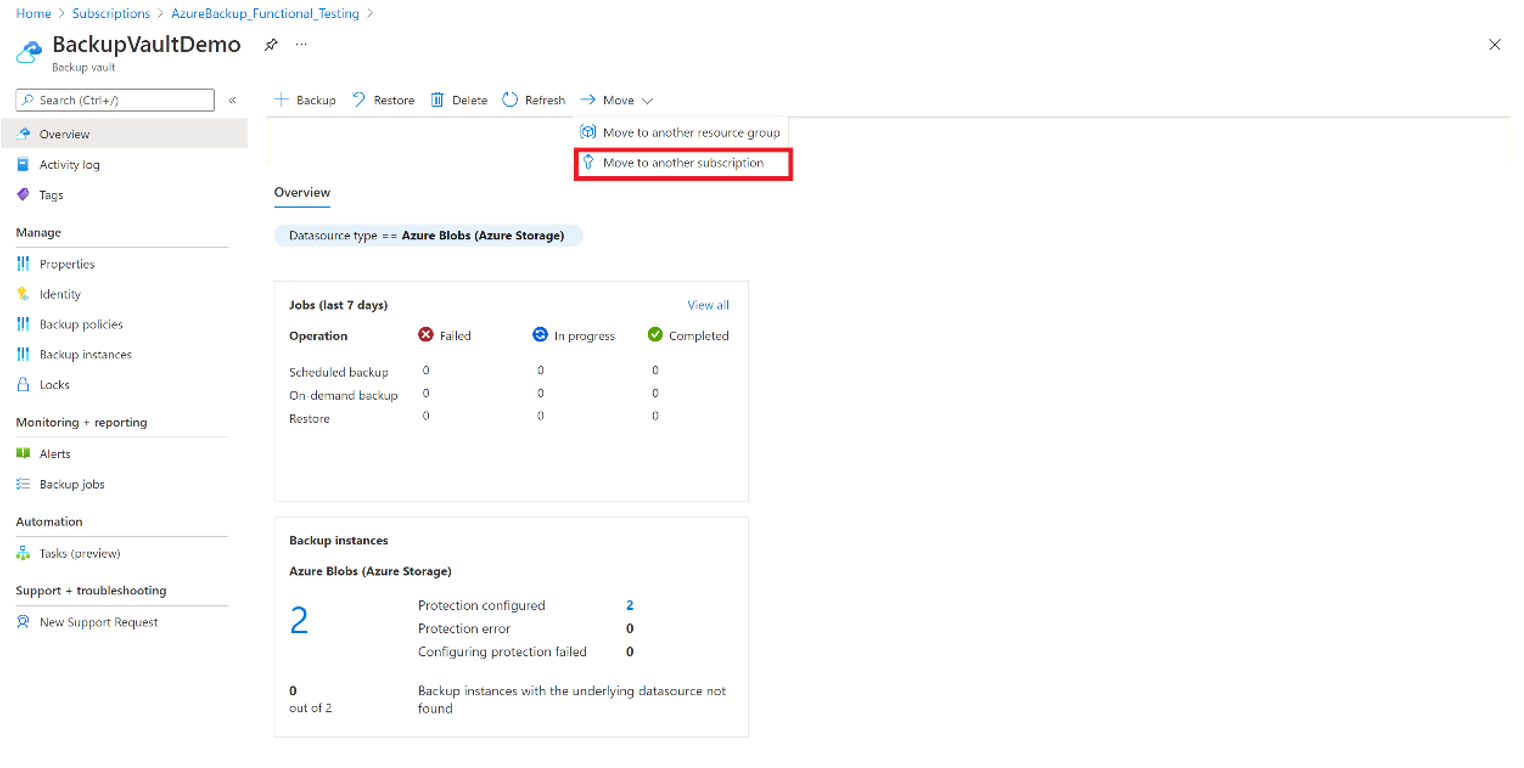 Home > Subscriptions > AzureBackup_Functional_Testing >
BackupVaultDemo ...
Backup vault
Search (Ctrl+/) «
Backup Restore Delete Refresh Move
Move to another resource group
Move to another subscription
Overview
Activity log
Tags
Manage
Properties
Identity
Backup policies
Backup instances
Locks
Monitoring + reporting
Alerts
Backup jobs
Automation
Tasks (preview)
Support + troubleshooting
New Support Request
Overview
Datasource type == Azure Blobs (Azure Storage)
Jobs (last 7 days) View all
Operation Failed In progress Completed
Scheduled backup 0 0 0
On-demand backup 0 0 0
Restore 0 0 0
Backup instances
Azure Blobs (Azure Storage)
2
Protection configured 2
Protection error 0
Configuring protection failed 0
0
out of 2
Backup instances with the underlying datasource not
found